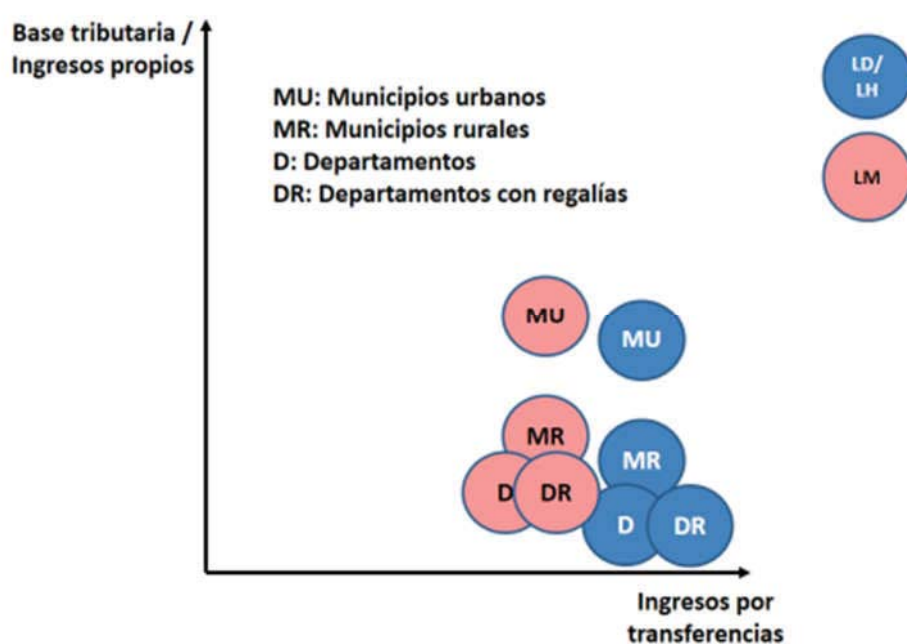 Base tributaria /
Ingresos propios
MU: Municipios urbanos
MR: Municipios rurales
D: Departamentos
DR: Departamentos con regalías
LD/
LH
LM
MU
MU
MR
MR
D
DR
D
DR
Ingresos por
transferencias